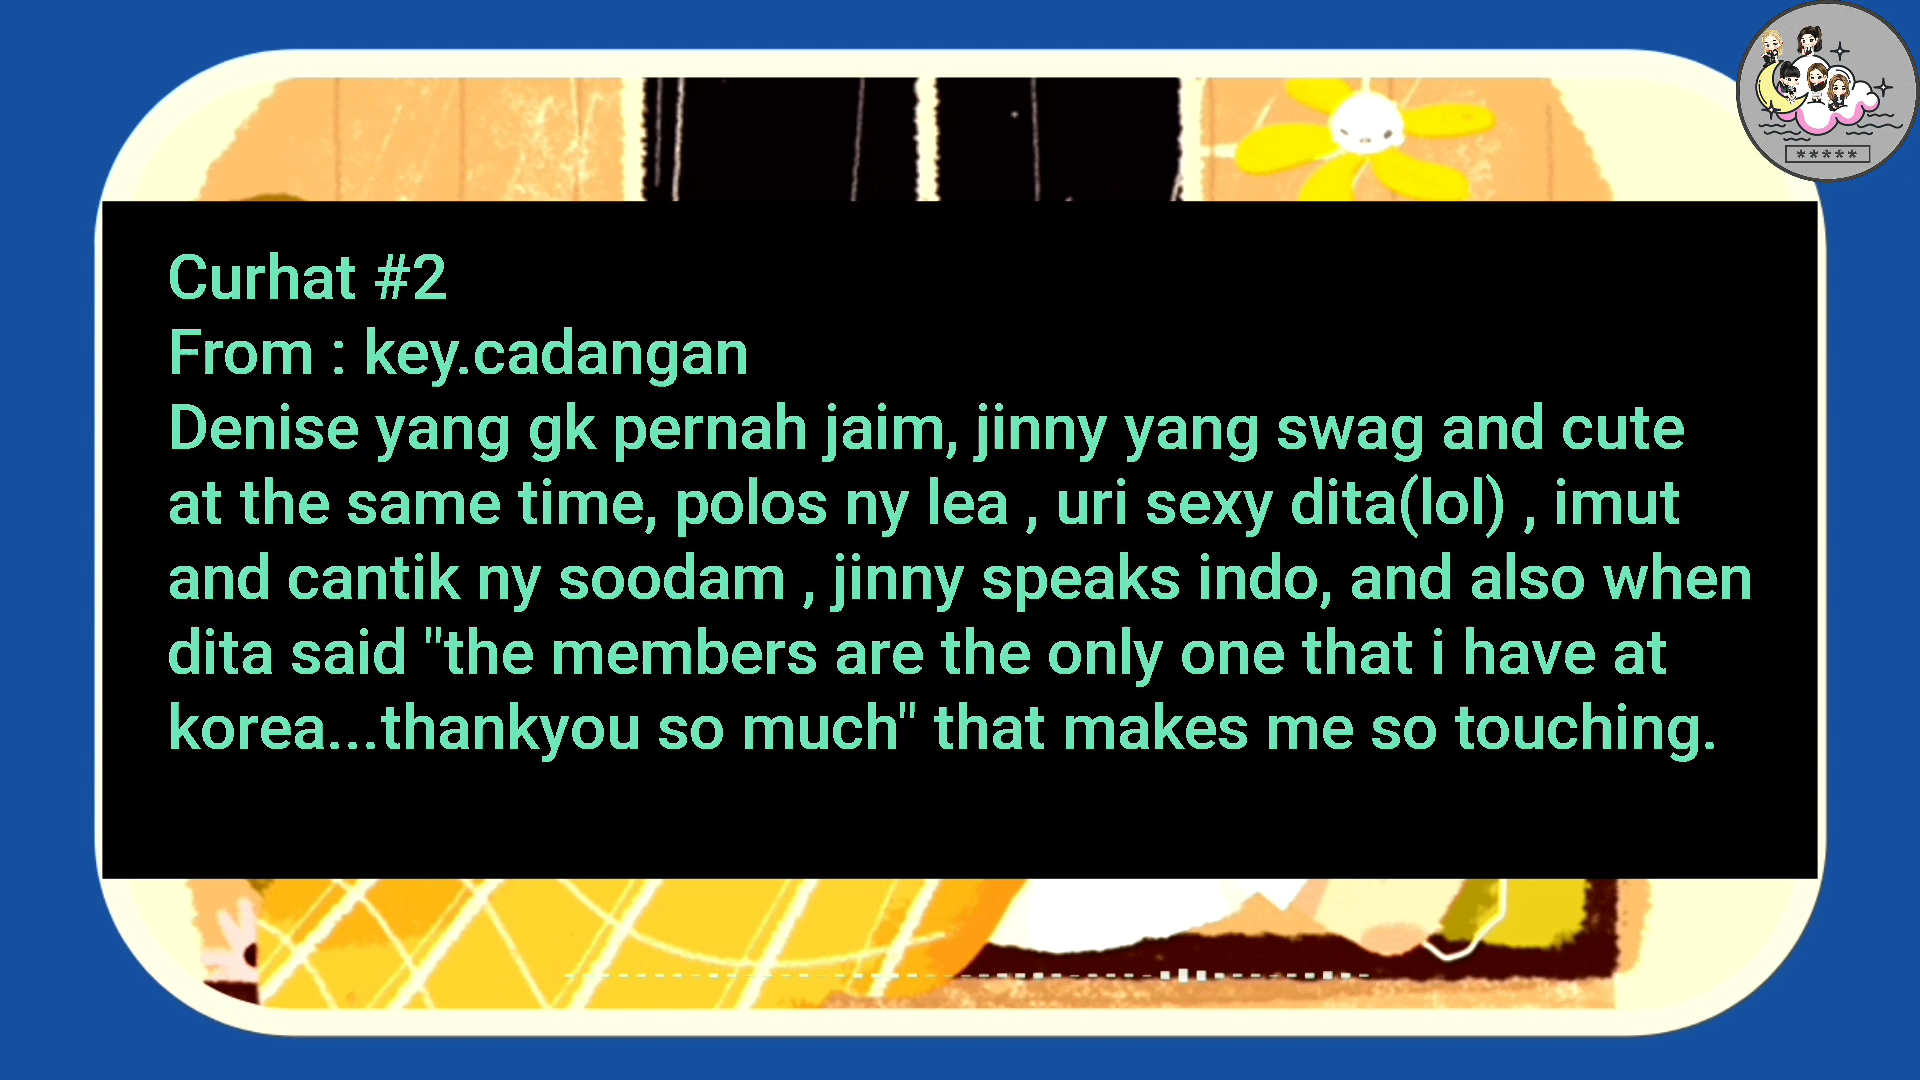 Curhat #2
From : key.cadangan
Denise yang gk pernah jaim, jinny yang swag and cute
at the same time, polos ny lea , uri sexy dita(lol) , imut
and cantik ny soodam , jinny speaks indo, and also when
dita said "the members are the only one that i have at
korea...thankyou so much" that makes me so touching.
*****